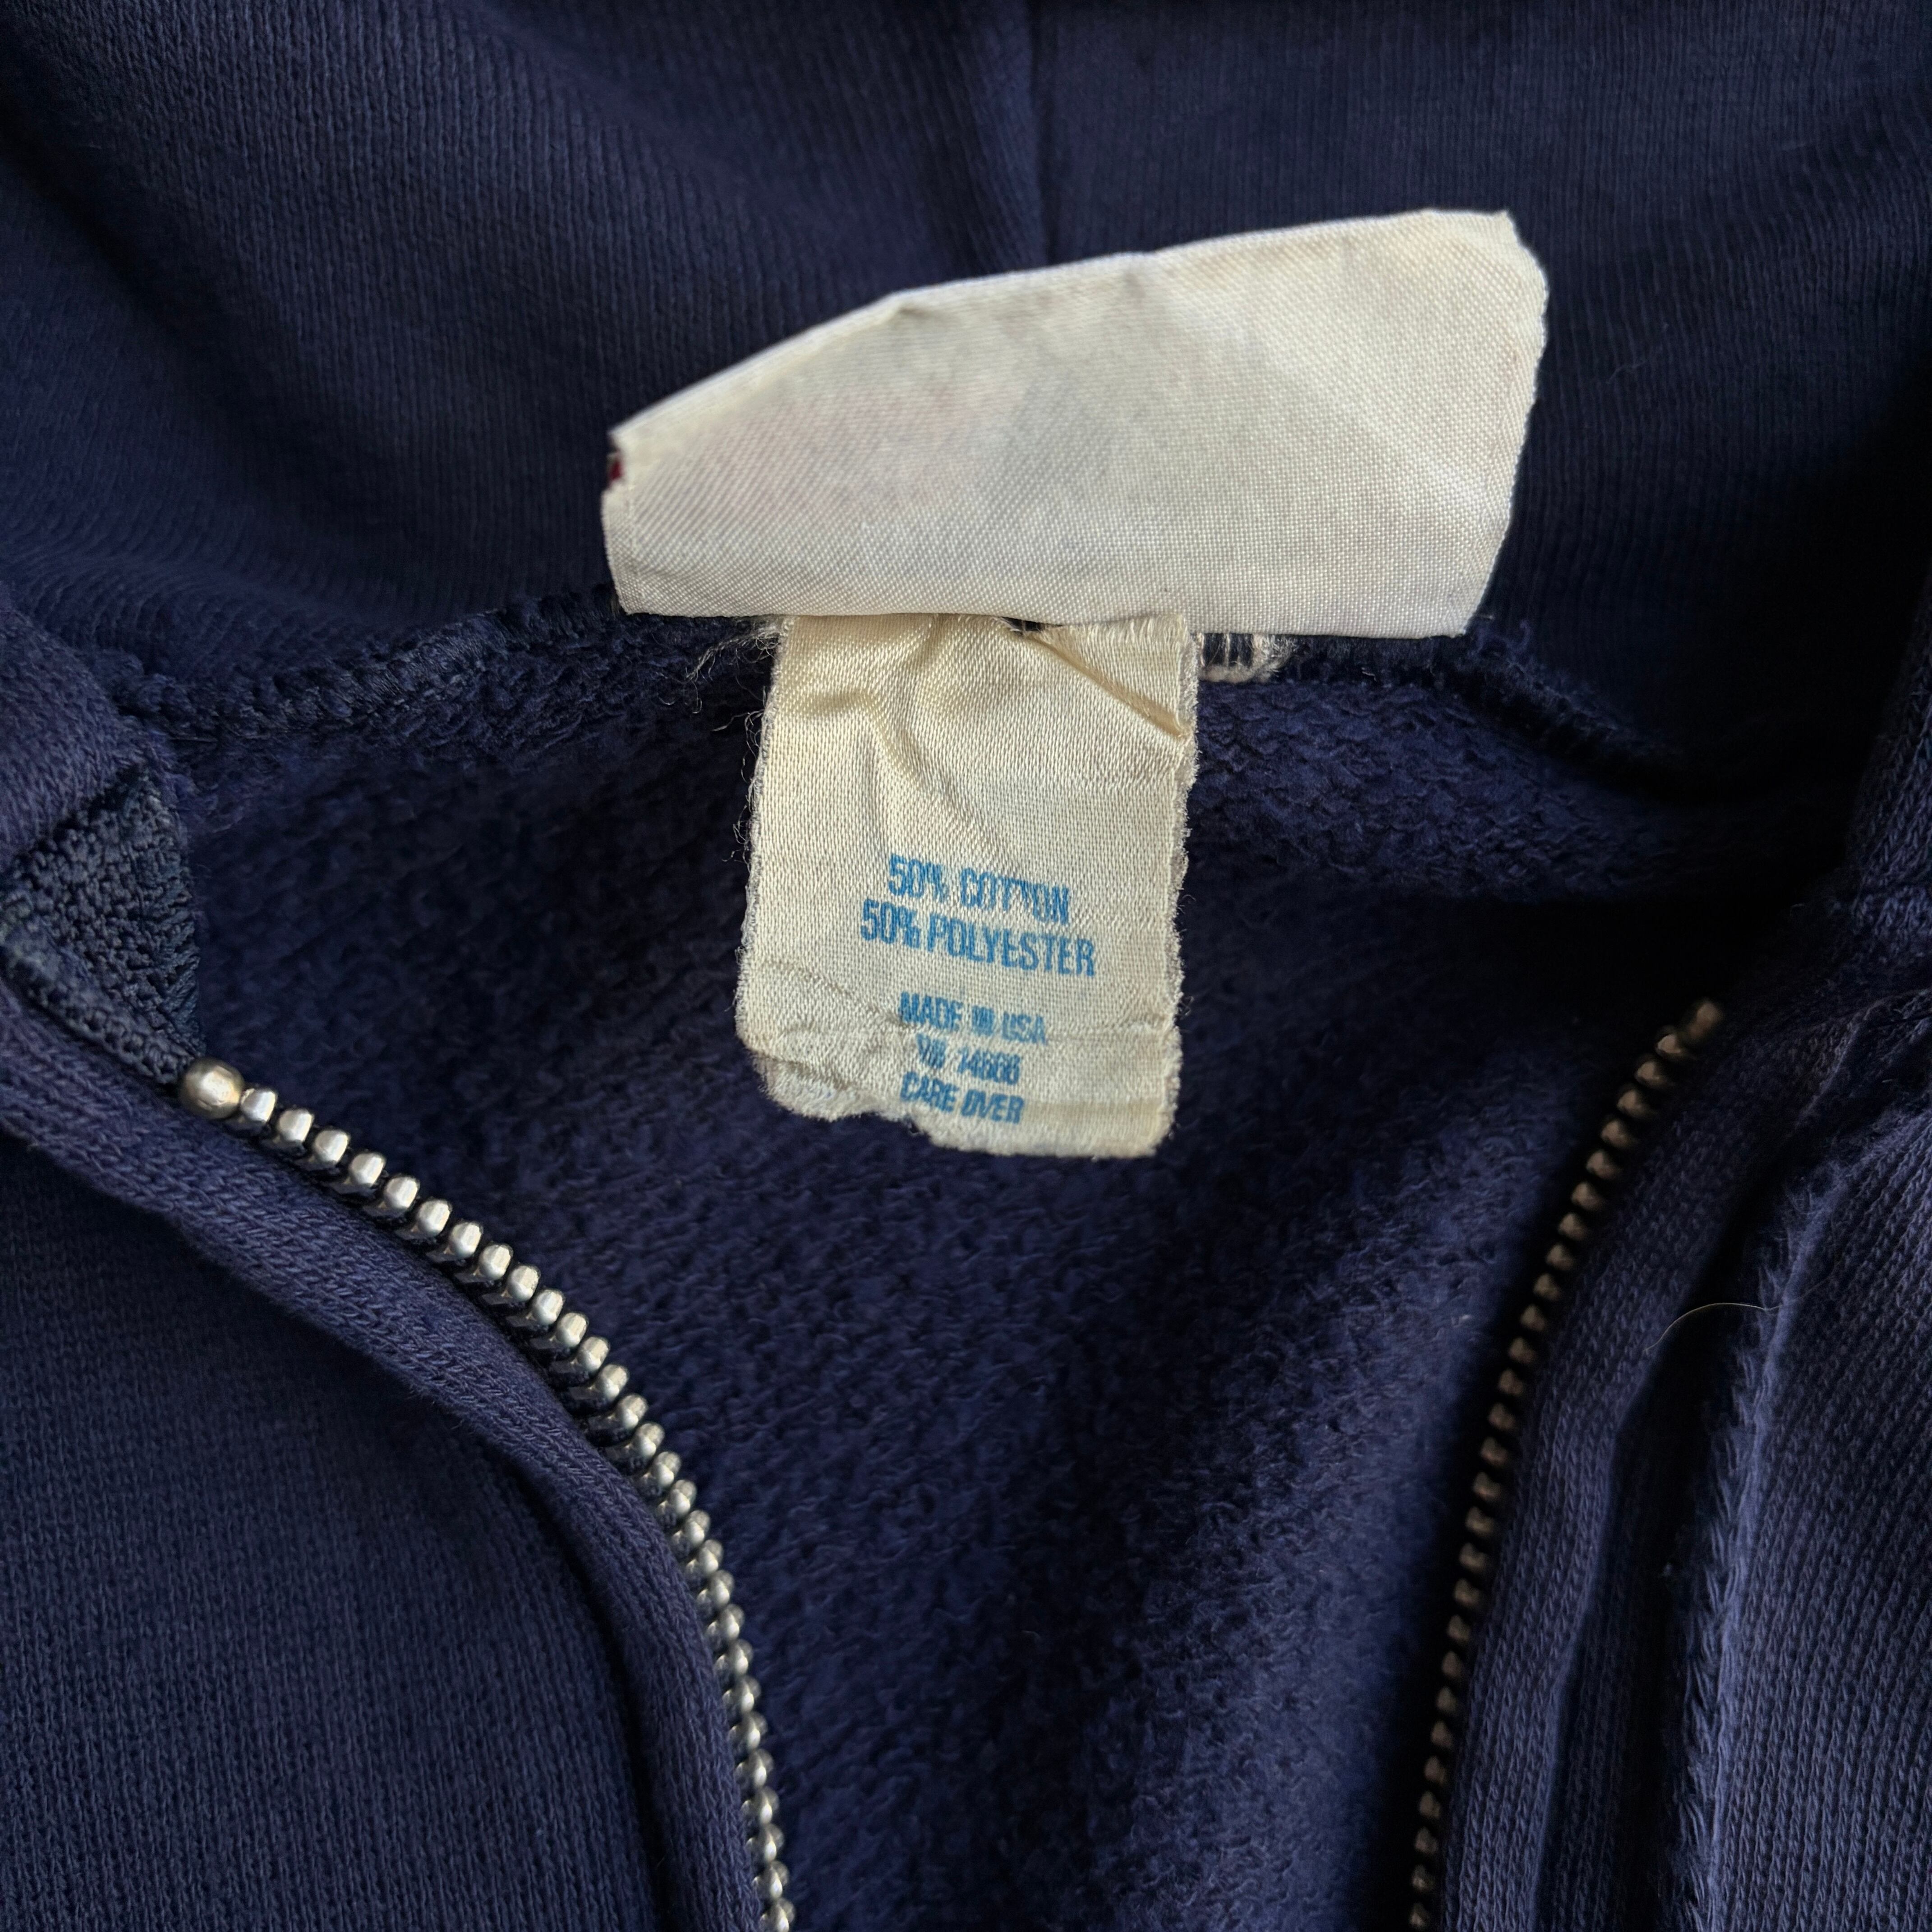 50% COTTON
50% POLYESTER
MADE IN USA
CARE OVER